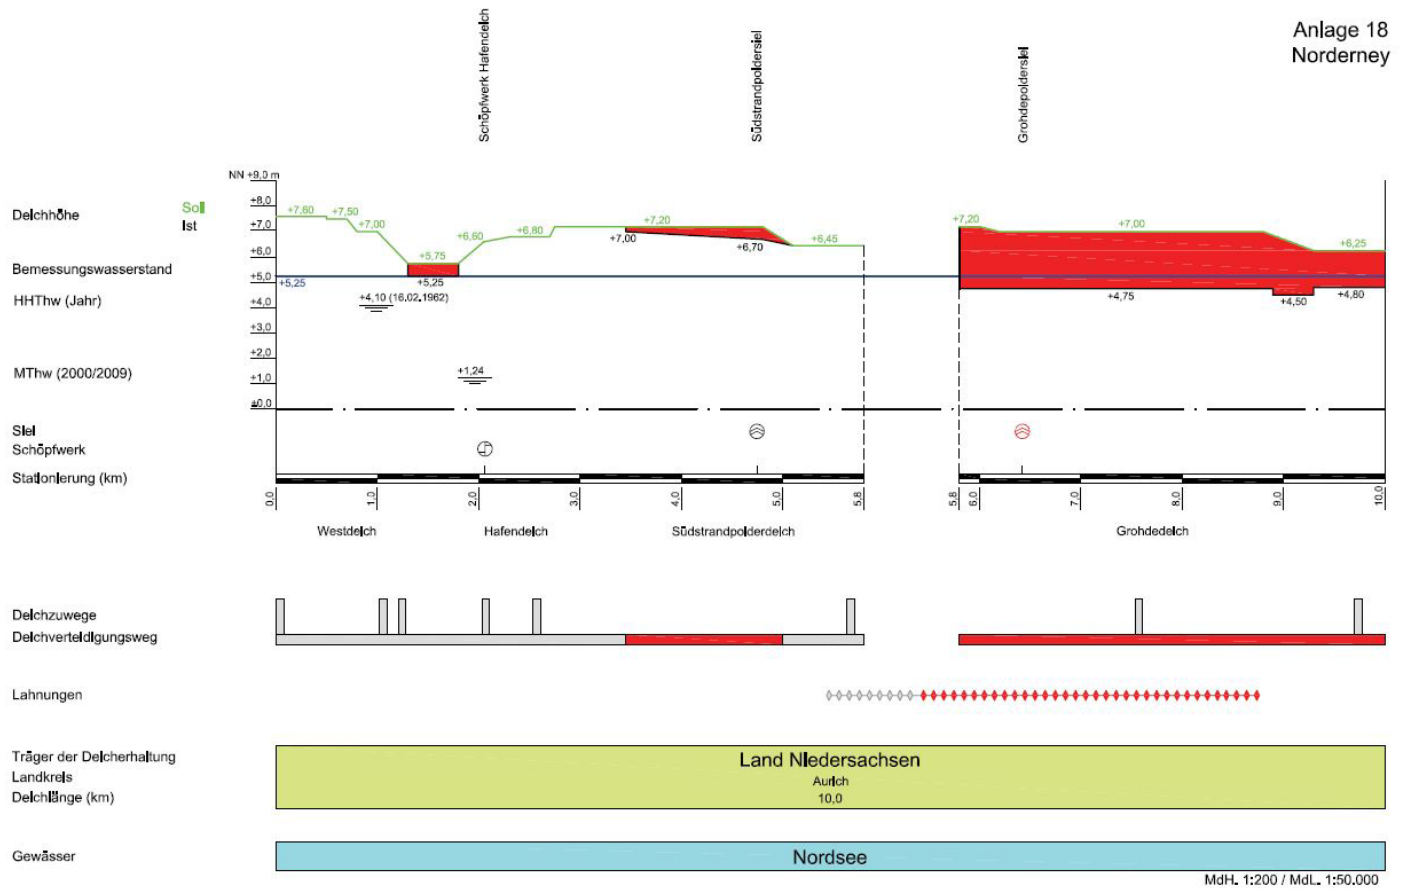 Anlage 18
Norderney
Schöpfwerk Hafendeich
Südstrandpoldersiel
Grohdepoldersiel
NN +9,0 m
+8,0
+7,0
+6,0
+5,0
+4,0
+3,0
+2,0
+1,0
±0,0
Deichhöhe
Soll
Ist
+7,60
+7,50
+7,00
+5,75
+6,60
+6,80
+7,20
+7,00
+6,70
+6,45
+7,20
+7,00
+6,25
Bemessungswasserstand
+5,25
+5,25
+4,75
+4,50
+4,80
HHThw (Jahr)
+4,10 (16.02.1962)
MThw (2000/2009)
+1,24
Siel
Schöpfwerk
Stationierung (km)
0,0
1,0
2,0
3,0
4,0
5,0
5,8
5,8
6,0
7,0
8,0
9,0
10,0
Westdeich
Hafendeich
Südstrandpolderdeich
Grohdedeich
Deichzuwege
Deichverteidigungsweg
Lahnungen
Träger der Deicherhaltung
Land Niedersachsen
Landkreis
Aurich
Deichlänge (km)
10,0
Gewässer
Nordsee
MdH. 1:200 / MdL. 1:50.000